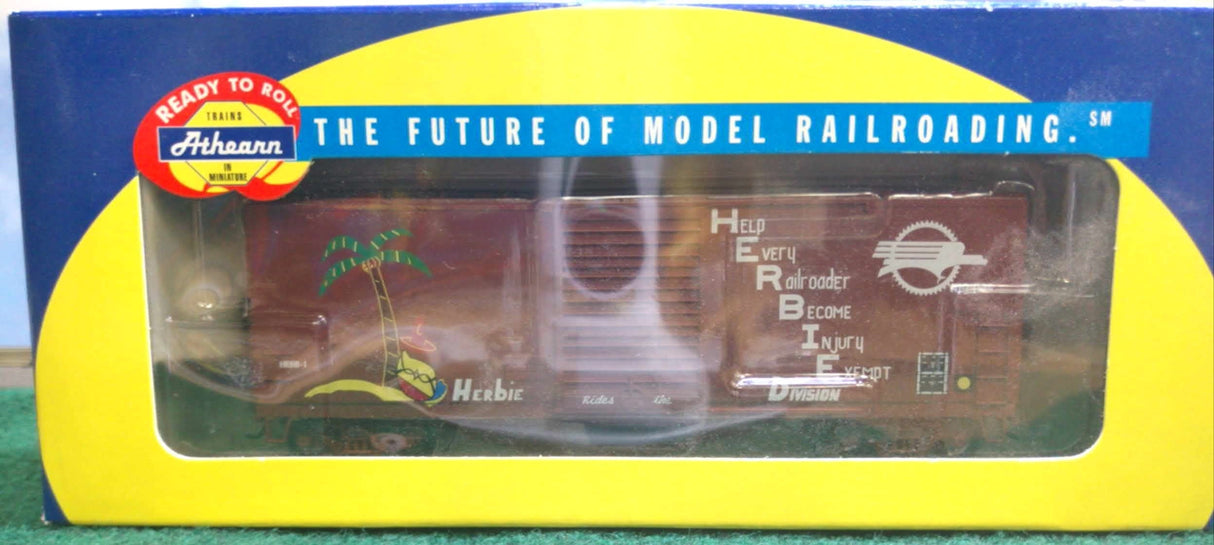 READY TO ROLL
TRAINS
Athearn
IN
MINIATURE
THE FUTURE OF MODEL RAILROADING.℠
HELP
EVERY
RAILROADER
BECOME
INJURY
EXEMPT
DIVISION
HERBIE
Rides the